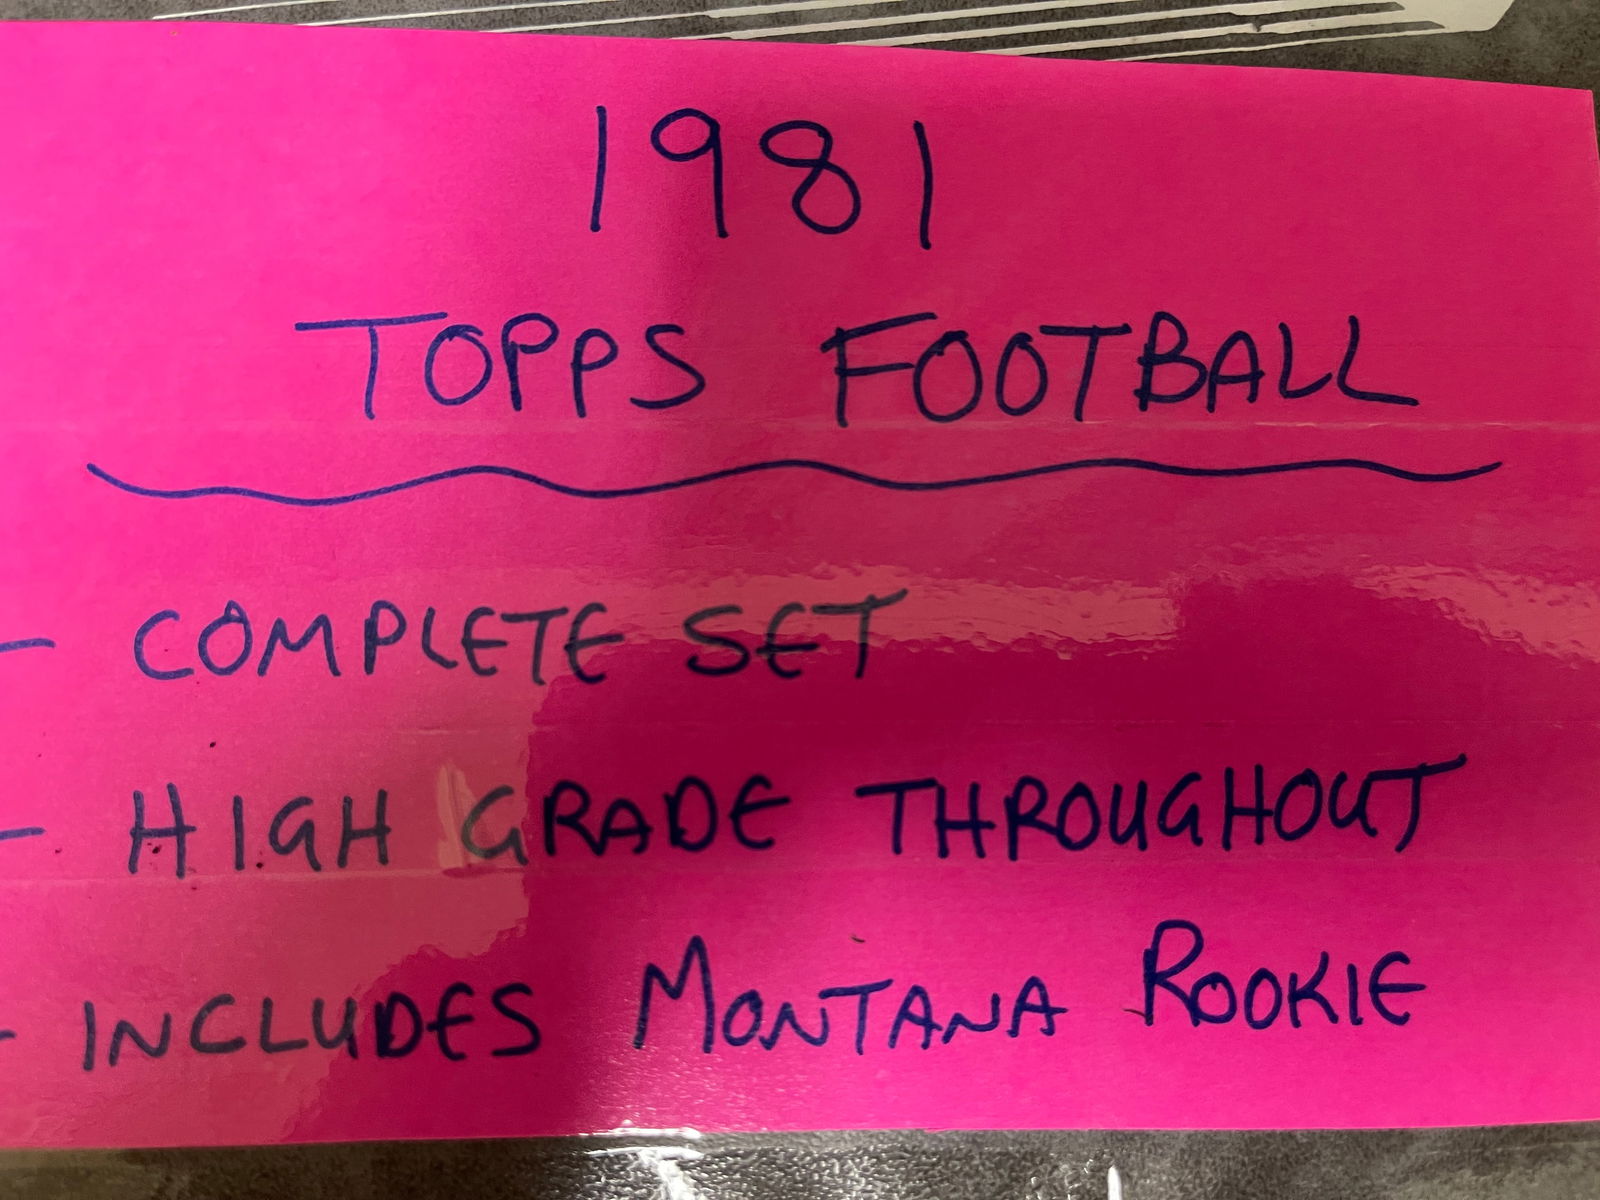 1981
TOPPS FOOTBALL
- COMPLETE SET
- HIGH GRADE THROUGHOUT
- INCLUDES MONTANA ROOKIE